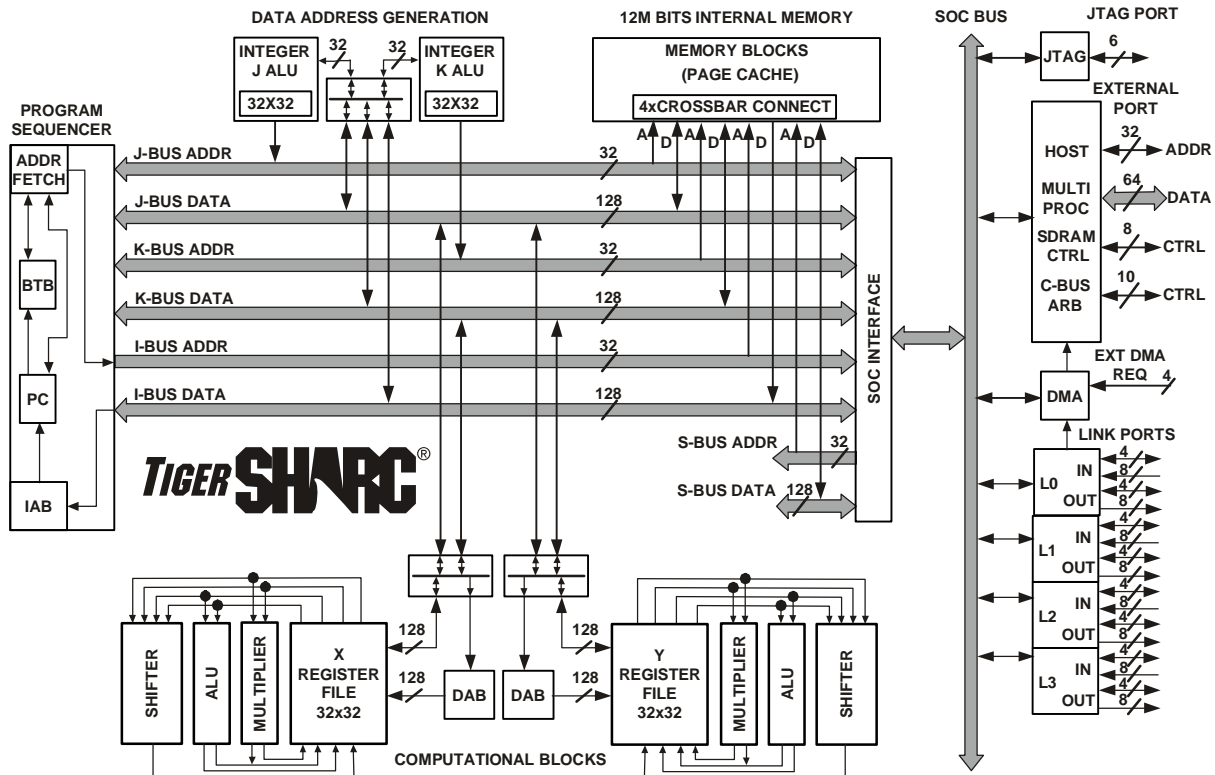 DATA ADDRESS GENERATION
12M BITS INTERNAL MEMORY
SOC BUS
JTAG PORT
INTEGER
J ALU
32X32
32
32
INTEGER
K ALU
32X32
MEMORY BLOCKS
(PAGE CACHE)
4xCROSSBAR CONNECT
A D A D A D A D
JTAG
6
PROGRAM
SEQUENCER
ADDR
FETCH
BTB
PC
IAB
J-BUS ADDR
32
J-BUS DATA
128
K-BUS ADDR
32
K-BUS DATA
128
I-BUS ADDR
32
I-BUS DATA
128
S-BUS ADDR
32
S-BUS DATA
128
SOC INTERFACE
EXTERNAL
PORT
HOST
32
ADDR
MULTI
PROC
64
DATA
SDRAM
CTRL
8
CTRL
C-BUS
ARB
10
CTRL
EXT DMA
REQ
4
DMA
LINK PORTS
L0
IN
4
8
OUT
4
8
L1
IN
4
8
OUT
4
8
L2
IN
4
8
OUT
4
8
L3
IN
4
8
OUT
4
8
TIGER SHARC®
SHIFTER
ALU
MULTIPLIER
X
REGISTER
FILE
32x32
128
128
DAB
DAB
128
128
Y
REGISTER
FILE
32x32
MULTIPLIER
ALU
SHIFTER
COMPUTATIONAL BLOCKS